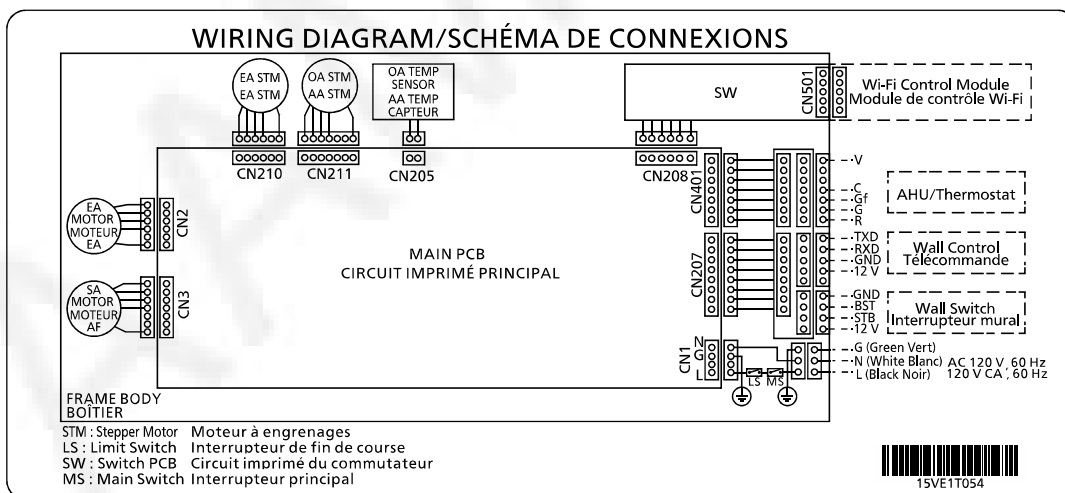 WIRING DIAGRAM/SCHÉMA DE CONNEXIONS
EA STM
EA STM
OA STM
AA STM
OA TEMP
SENSOR
AA TEMP
CAPTEUR
SW
CN501
Wi-Fi Control Module
Module de contrôle Wi-Fi
CN210
CN211
CN205
CN208
CN401
V
C
Gf
G
R
AHU/Thermostat
EA
MOTOR
MOTEUR
EA
CN2
MAIN PCB
CIRCUIT IMPRIMÉ PRINCIPAL
CN207
TXD
RXD
GND
12 V
Wall Control
Télécommande
SA
MOTOR
MOTEUR
AF
CN3
GND
BST
STB
12 V
Wall Switch
Interrupteur mural
CN1
N
G
L
LS
MS
G (Green Vert)
N (White Blanc)
L (Black Noir)
AC 120 V, 60 Hz
120 V CA, 60 Hz
FRAME BODY
BOÎTIER
STM : Stepper Motor Moteur à engrenages
LS : Limit Switch Interrupteur de fin de course
SW : Switch PCB Circuit imprimé du commutateur
MS : Main Switch Interrupteur principal
15VE1T054